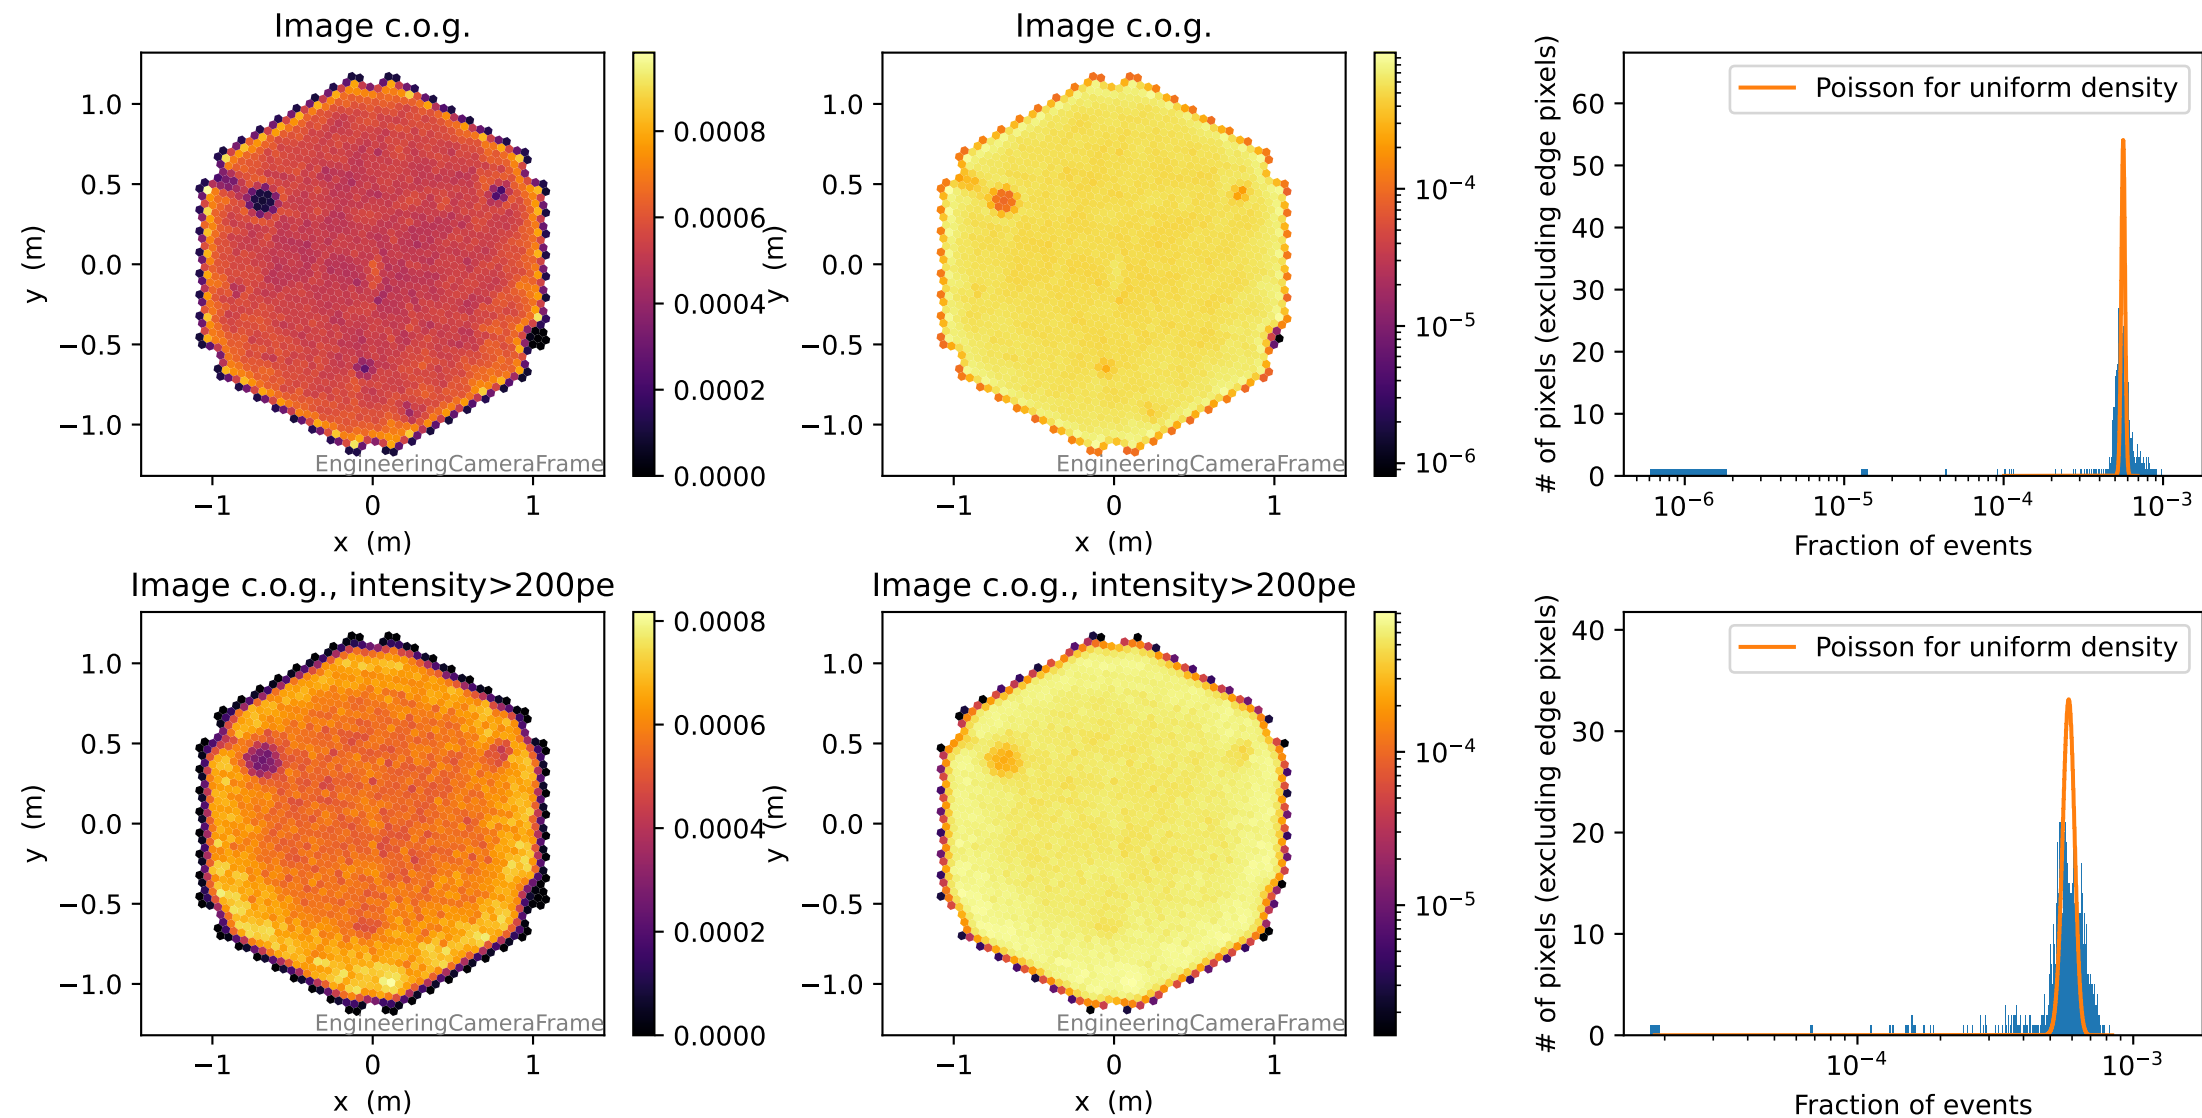 Image c.o.g.
1.0
0.5
0.0
−0.5
−1.0
y (m)
−1 0 1
x (m)
EngineeringCameraFrame
0.0008
0.0006
0.0004
0.0002
0.0000
Image c.o.g.
1.0
0.5
0.0
−0.5
−1.0
y (m)
−1 0 1
x (m)
EngineeringCameraFrame
10⁻⁴
10⁻⁵
10⁻⁶
# of pixels (excluding edge pixels)
60
50
40
30
20
10
0
Poisson for uniform density
10⁻⁶ 10⁻⁵ 10⁻⁴ 10⁻³
Fraction of events
Image c.o.g., intensity>200pe
1.0
0.5
0.0
−0.5
−1.0
y (m)
−1 0 1
x (m)
EngineeringCameraFrame
0.0008
0.0006
0.0004
0.0002
0.0000
Image c.o.g., intensity>200pe
1.0
0.5
0.0
−0.5
−1.0
y (m)
−1 0 1
x (m)
EngineeringCameraFrame
10⁻⁴
10⁻⁵
# of pixels (excluding edge pixels)
40
30
20
10
0
Poisson for uniform density
10⁻⁴ 10⁻³
Fraction of events